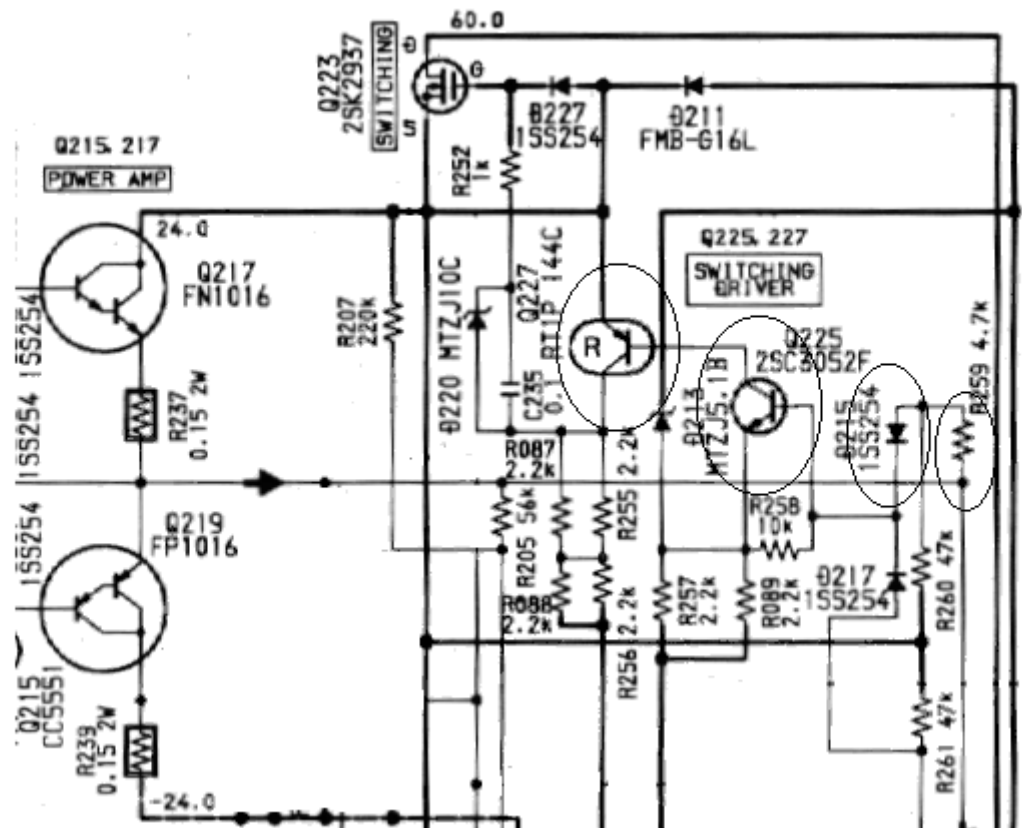 60.0
D
G
S
Q223
2SK2937
SWITCHING
D227
1SS254
D211
FMB-G16L
R252
1k
Q215, 217
POWER AMP
24.0
Q217
FN1016
R207
220k
D220 MTZJ10C
Q227
RT1P 144C
C235
0.1
R
Q225, 227
SWITCHING
DRIVER
Q225
2SC3052F
D213
MTZJ5.1B
D215
1SS254
R259 4.7k
1SS254 1SS254
1SS254
R237
0.15 2W
R087
2.2k
R205 56k
R255 2.2k
R258
10k
Q219
FP1016
R088
2.2k
R256 2.2k
R257
2.2k
R089
2.2k
D217
1SS254
R260 47k
R261 47k
Q215
CC5551
R239
0.15 2W
-24.0